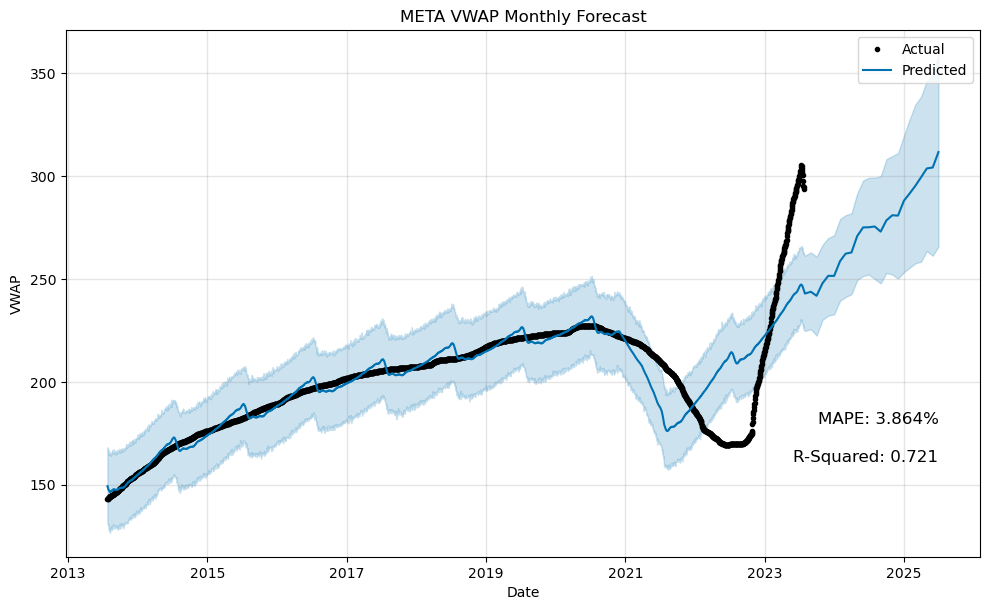 META VWAP Monthly Forecast
Actual
Predicted
350
300
250
200
150
VWAP
MAPE: 3.864%
R-Squared: 0.721
2013
2015
2017
2019
2021
2023
2025
Date